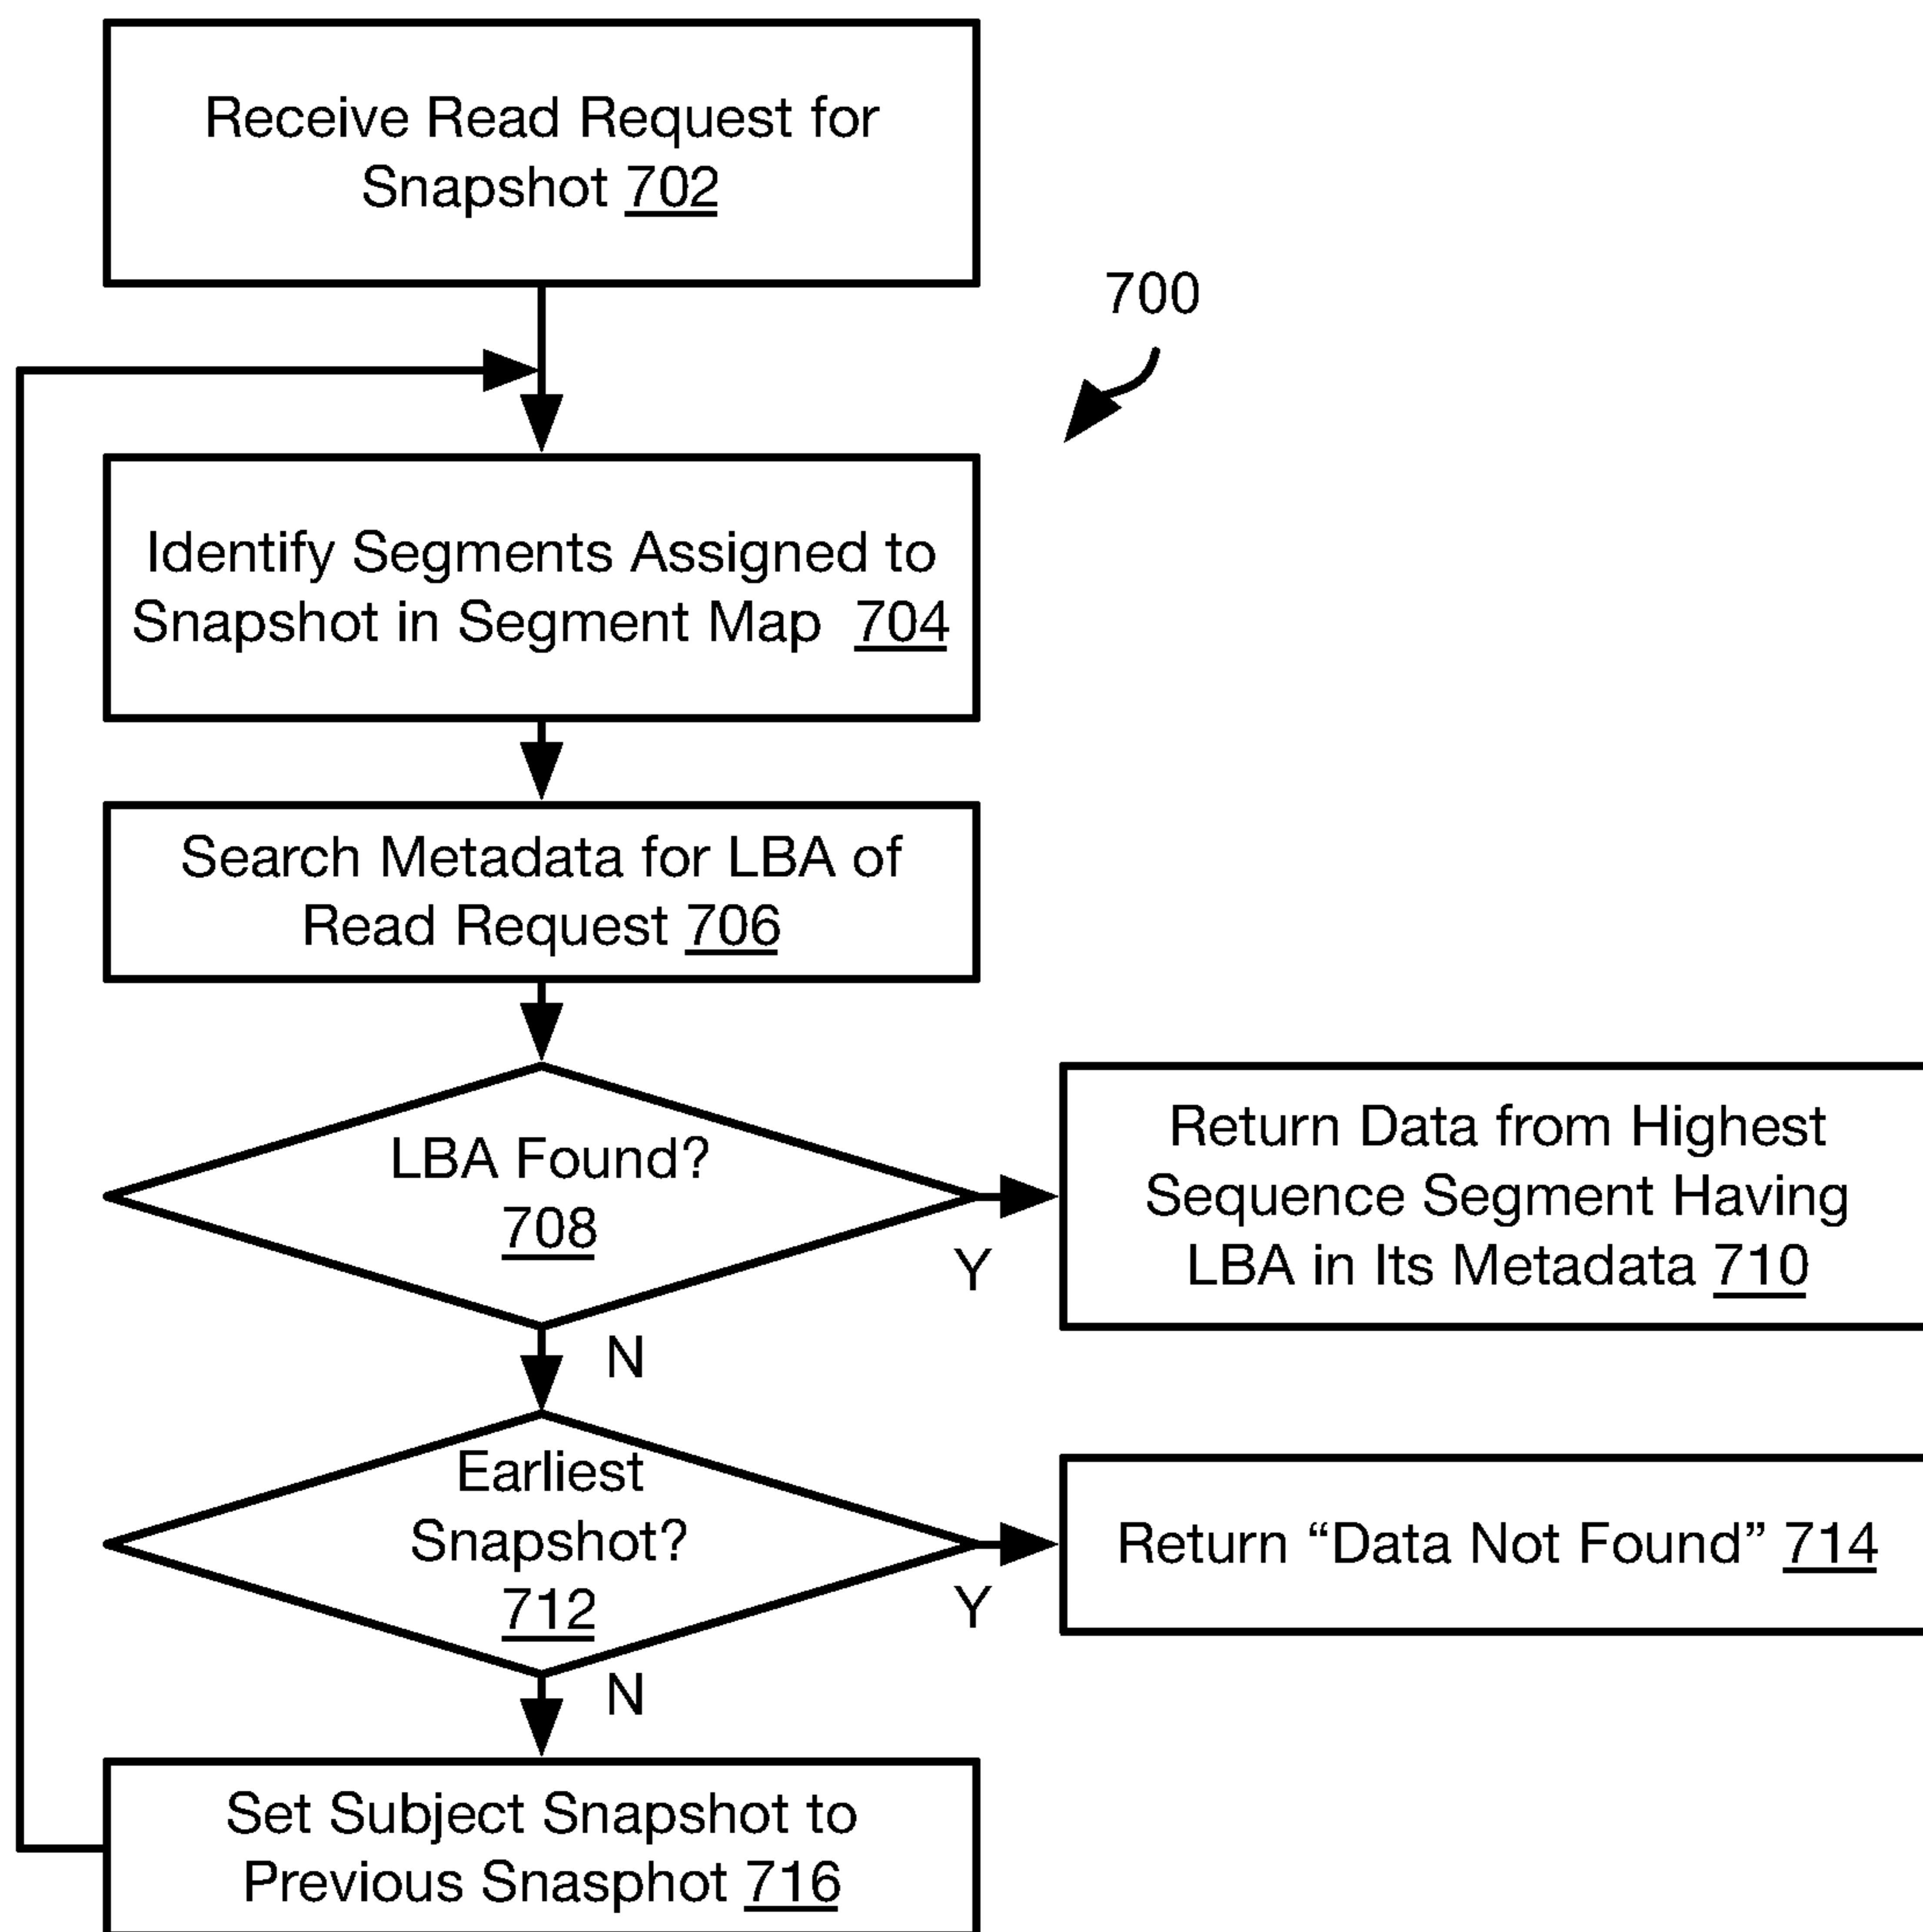 Receive Read Request for
Snapshot 702
700
Identify Segments Assigned to
Snapshot in Segment Map 704
Search Metadata for LBA of
Read Request 706
LBA Found?
708
Y
N
Return Data from Highest
Sequence Segment Having
LBA in Its Metadata 710
Earliest
Snapshot?
712
Y
N
Return “Data Not Found” 714
Set Subject Snapshot to
Previous Snasphot 716